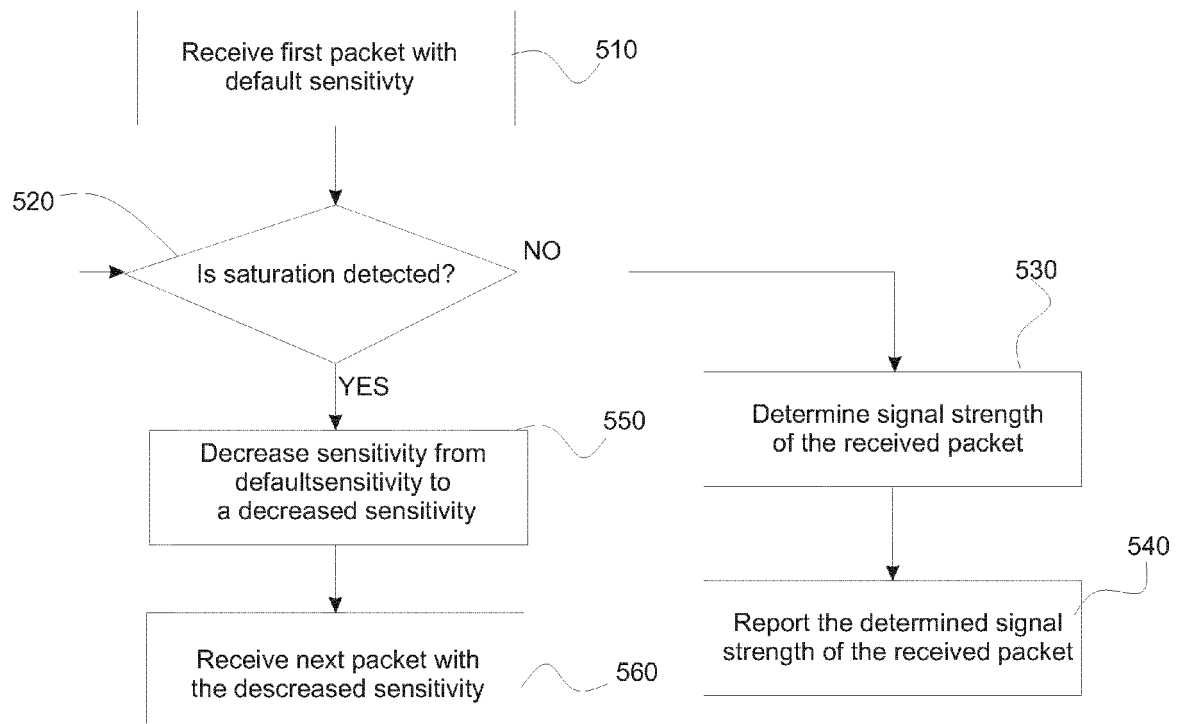 Receive first packet with
default sensitivty
510
520
Is saturation detected?
NO
530
YES
Determine signal strength
of the received packet
550
Decrease sensitivity from
defaultsensitivity to
a decreased sensitivity
540
Report the determined signal
strength of the received packet
Receive next packet with
the descreased sensitivity
560